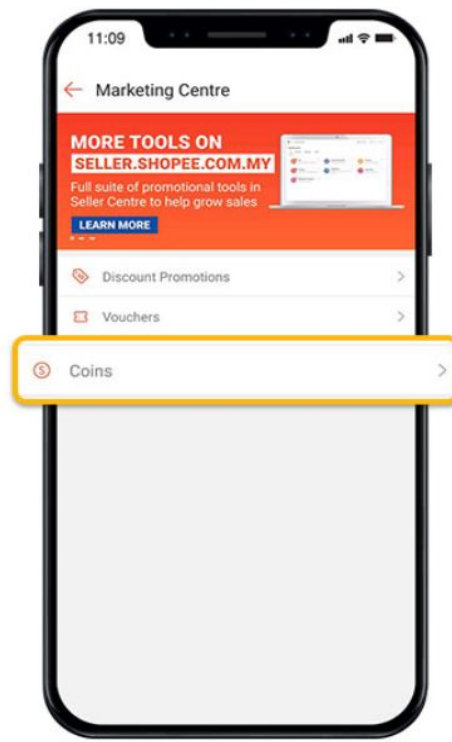 11:09
Marketing Centre
MORE TOOLS ON
SELLER.SHOPEE.COM.MY
Full suite of promotional tools in
Seller Centre to help grow sales
LEARN MORE
Discount Promotions
Vouchers
Coins